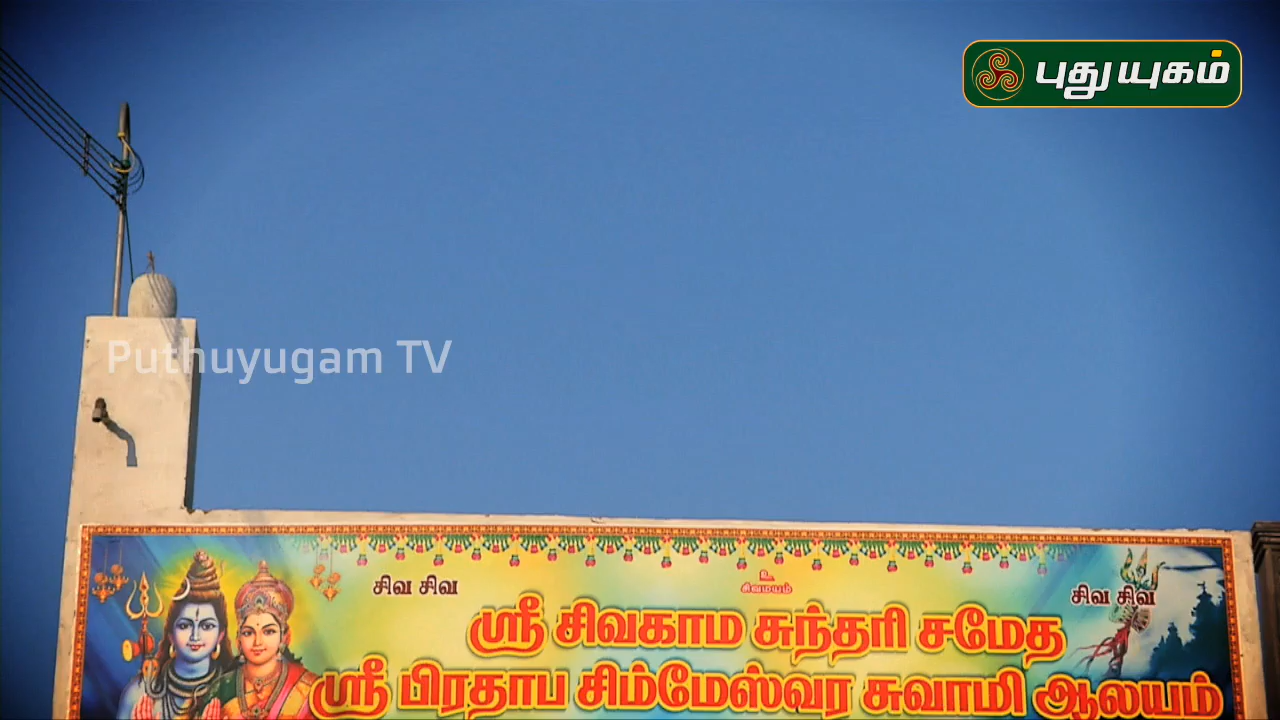 புதுயுகம்
Puthuyugam TV
சிவ சிவ
உ
சிவமயம்
சிவ சிவ
ஸ்ரீ சிவகாம சுந்தரி சமேத
ஸ்ரீ பிரதாப சிம்மேஸ்வர சுவாமி ஆலயம்